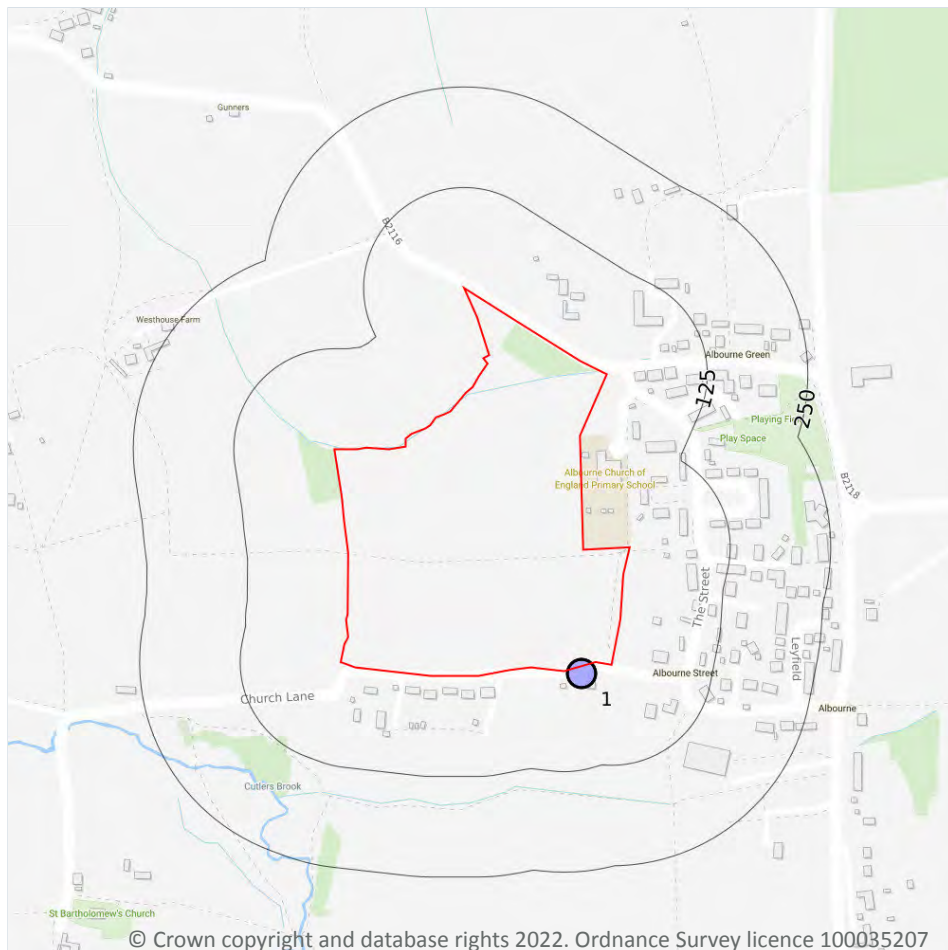 Gunners
B2116
Westhouse Farm
Albourne Green
125
250
Playing Fi
Play Space
Albourne Church of
England Primary School
B2118
The Street
Leyfield
Albourne Street
1
Church Lane
Albourne
Cutlers Brook
St Bartholomew's Church
© Crown copyright and database rights 2022. Ordnance Survey licence 100035207